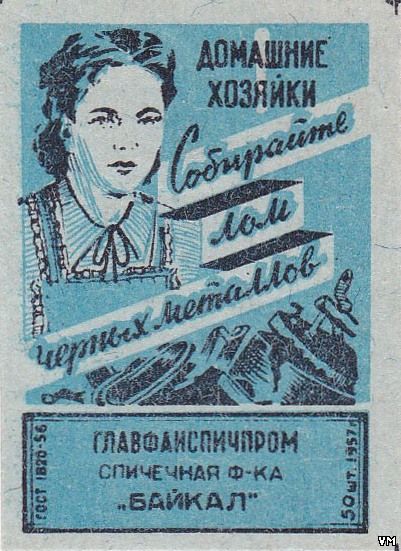 ДОМАШНИЕ
ХОЗЯЙКИ
Собирайте
лом
черных металлов
ГОСТ 1820-56
ГЛАВФАНСПИЧПРОМ
СПИЧЕЧНАЯ Ф-КА
„БАЙКАЛ"
50 шт. 1957 г.
VM